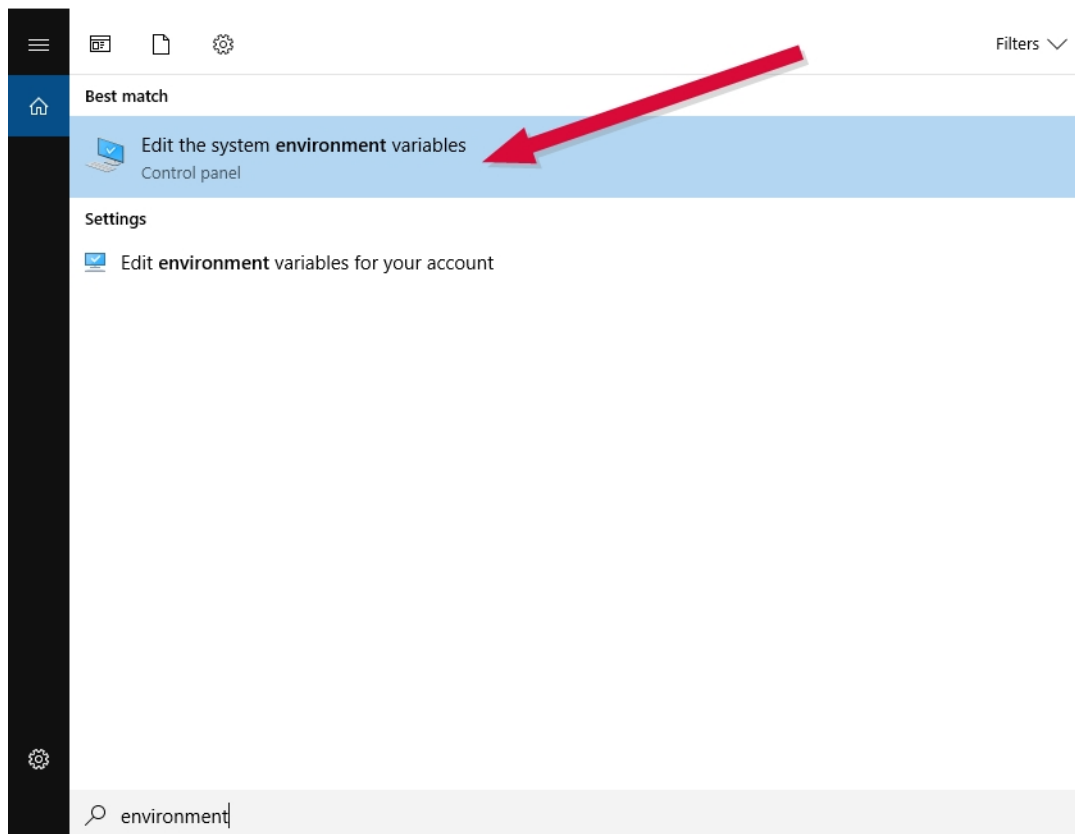 Filters
Best match
Edit the system environment variables
Control panel
Settings
Edit environment variables for your account
environment